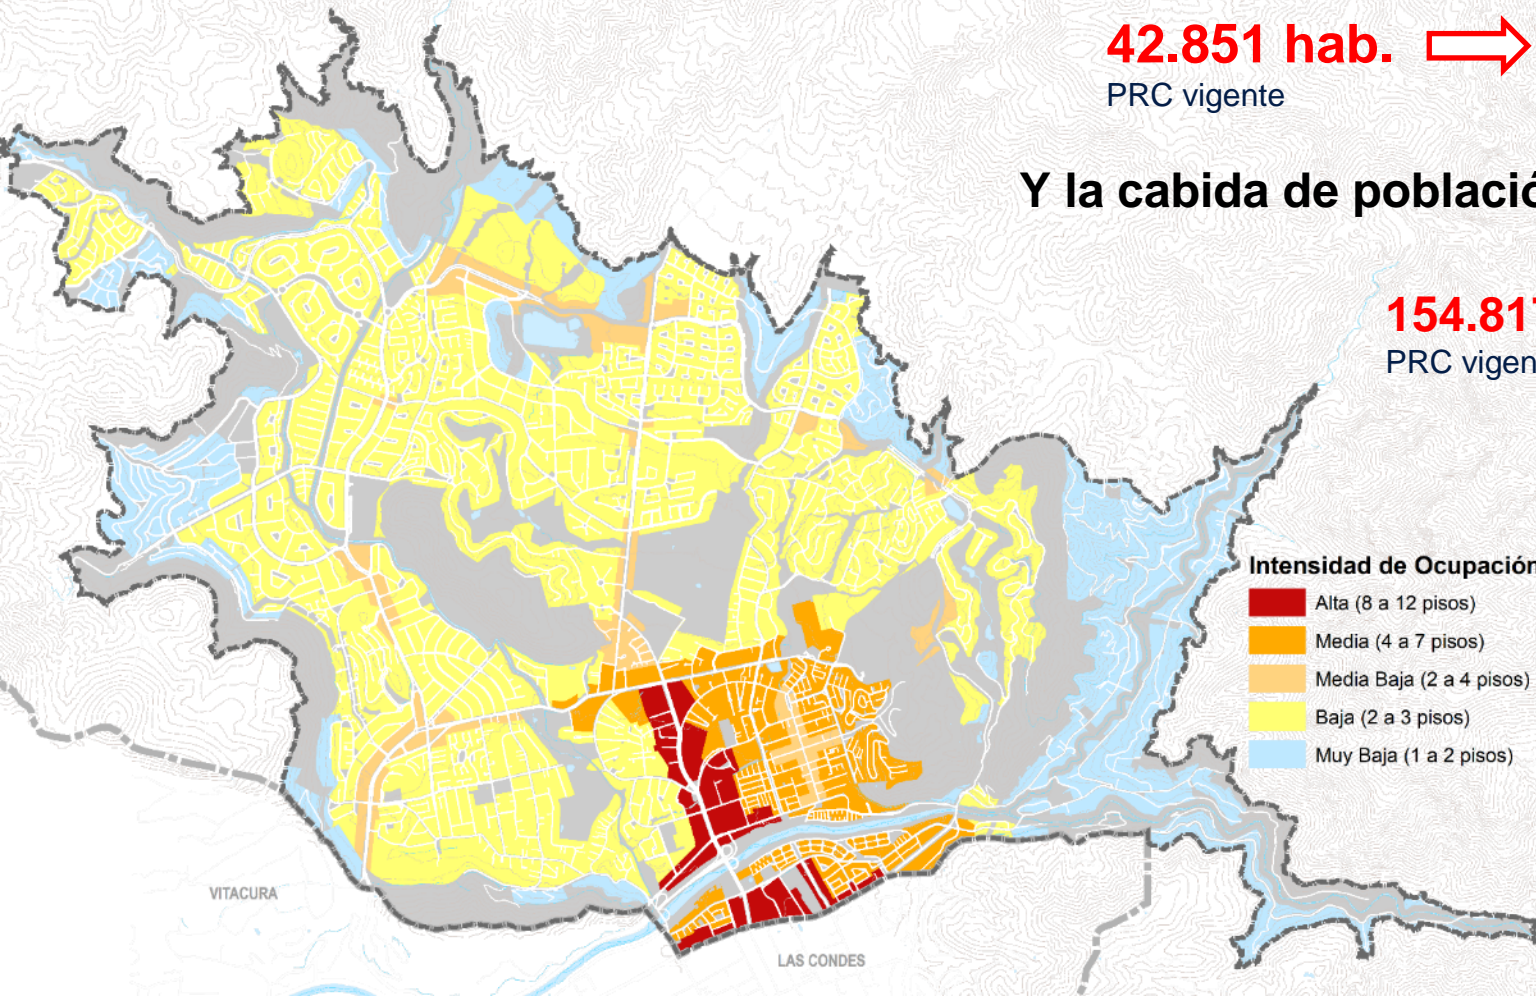 42.851 hab.
PRC vigente
Y la cabida de població
154.817
PRC vigen
Intensidad de Ocupación
Alta (8 a 12 pisos)
Media (4 a 7 pisos)
Media Baja (2 a 4 pisos)
Baja (2 a 3 pisos)
Muy Baja (1 a 2 pisos)
VITACURA
LAS CONDES